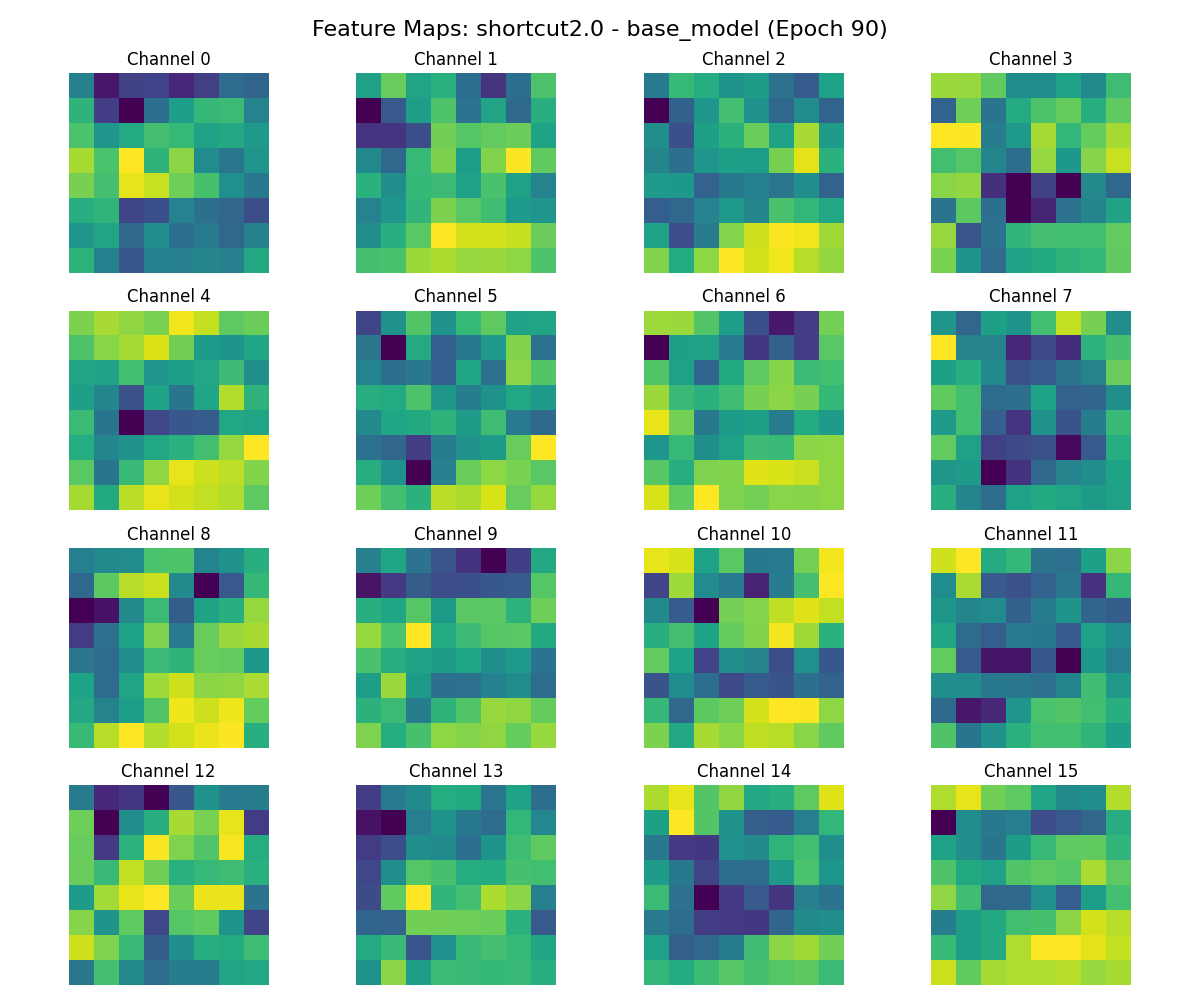 Feature Maps: shortcut2.0 - base_model (Epoch 90)
Channel 0
Channel 1
Channel 2
Channel 3
Channel 4
Channel 5
Channel 6
Channel 7
Channel 8
Channel 9
Channel 10
Channel 11
Channel 12
Channel 13
Channel 14
Channel 15